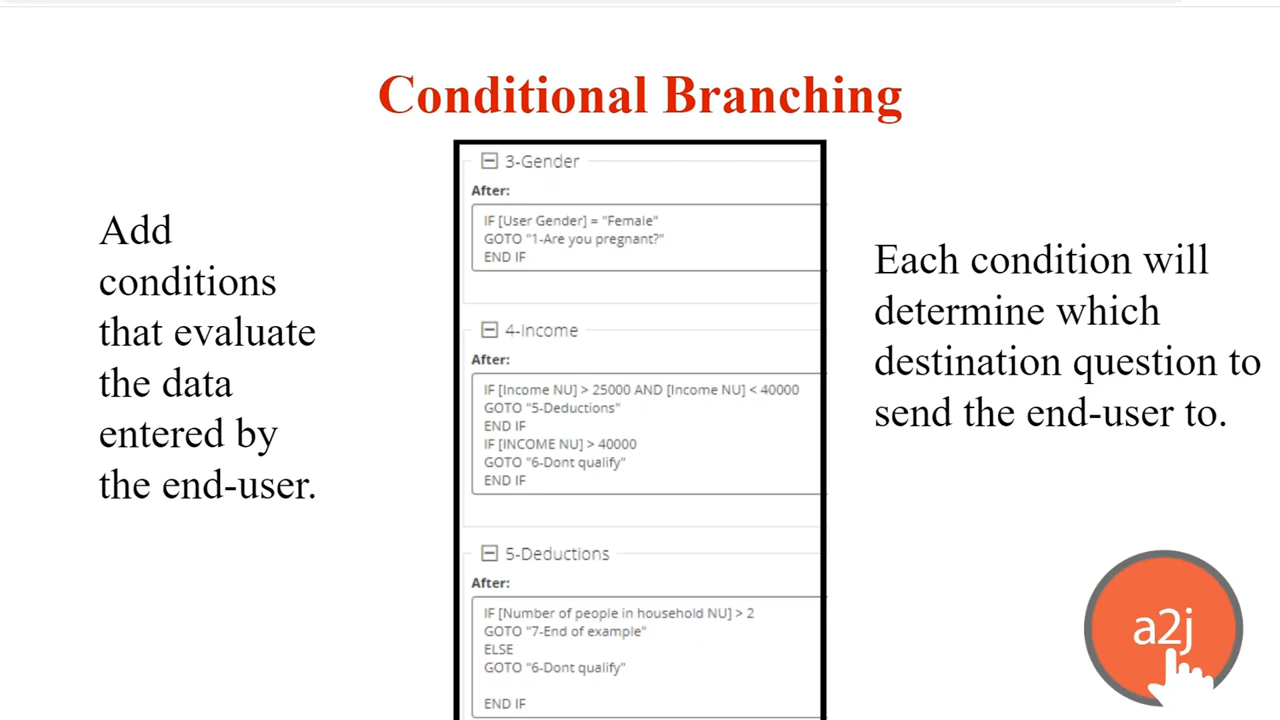 Conditional Branching
Add
conditions
that evaluate
the data
entered by
the end-user.
3-Gender
After:
IF [User Gender] = "Female"
GOTO "1-Are you pregnant?"
END IF
4-Income
After:
IF [Income NU] > 25000 AND [Income NU] < 40000
GOTO "5-Deductions"
END IF
IF [INCOME NU] > 40000
GOTO "6-Dont qualify"
END IF
5-Deductions
After:
IF [Number of people in household NU] > 2
GOTO "7-End of example"
ELSE
GOTO "6-Dont qualify"
END IF
Each condition will
determine which
destination question to
send the end-user to.
a2j